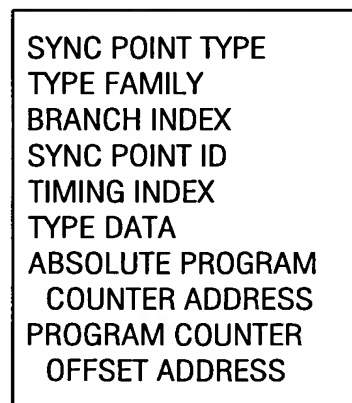 SYNC POINT TYPE
TYPE FAMILY
BRANCH INDEX
SYNC POINT ID
TIMING INDEX
TYPE DATA
ABSOLUTE PROGRAM
COUNTER ADDRESS
PROGRAM COUNTER
OFFSET ADDRESS